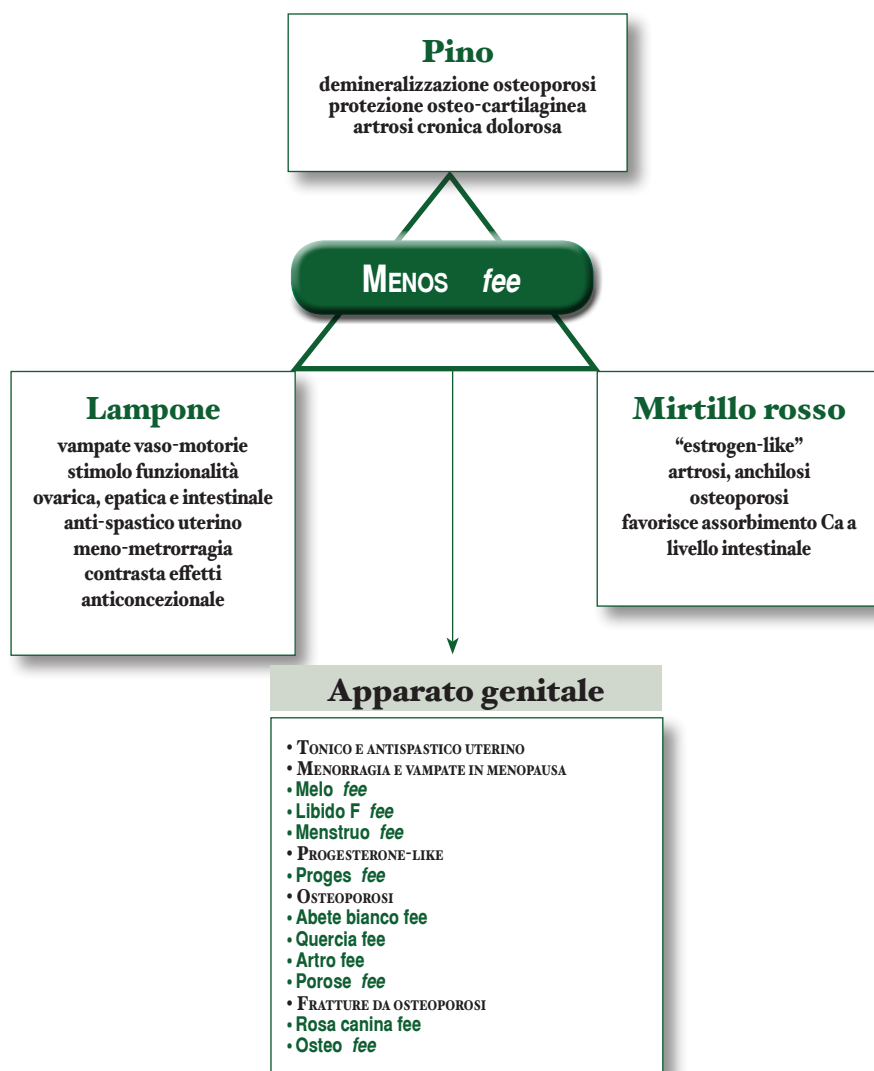 Pino
demineralizzazione osteoporosi
protezione osteo-cartilaginea
artrosi cronica dolorosa
MENOS fee
Lampone
vampate vaso-motorie
stimolo funzionalità
ovarica, epatica e intestinale
anti-spastico uterino
meno-metrorragia
contrasta effetti
anticoncezionale
Mirtillo rosso
“estrogen-like”
artrosi, anchilosi
osteoporosi
favorisce assorbimento Ca a
livello intestinale
Apparato genitale
• TONICO E ANTISPASTICO UTERINO
• MENORRAGIA E VAMPATE IN MENOPAUSA
• Melo fee
• Libido F fee
• Menstruo fee
• PROGESTERONE-LIKE
• Proges fee
• OSTEOPOROSI
• Abete bianco fee
• Quercia fee
• Artro fee
• Porose fee
• FRATTURE DA OSTEOPOROSI
• Rosa canina fee
• Osteo fee